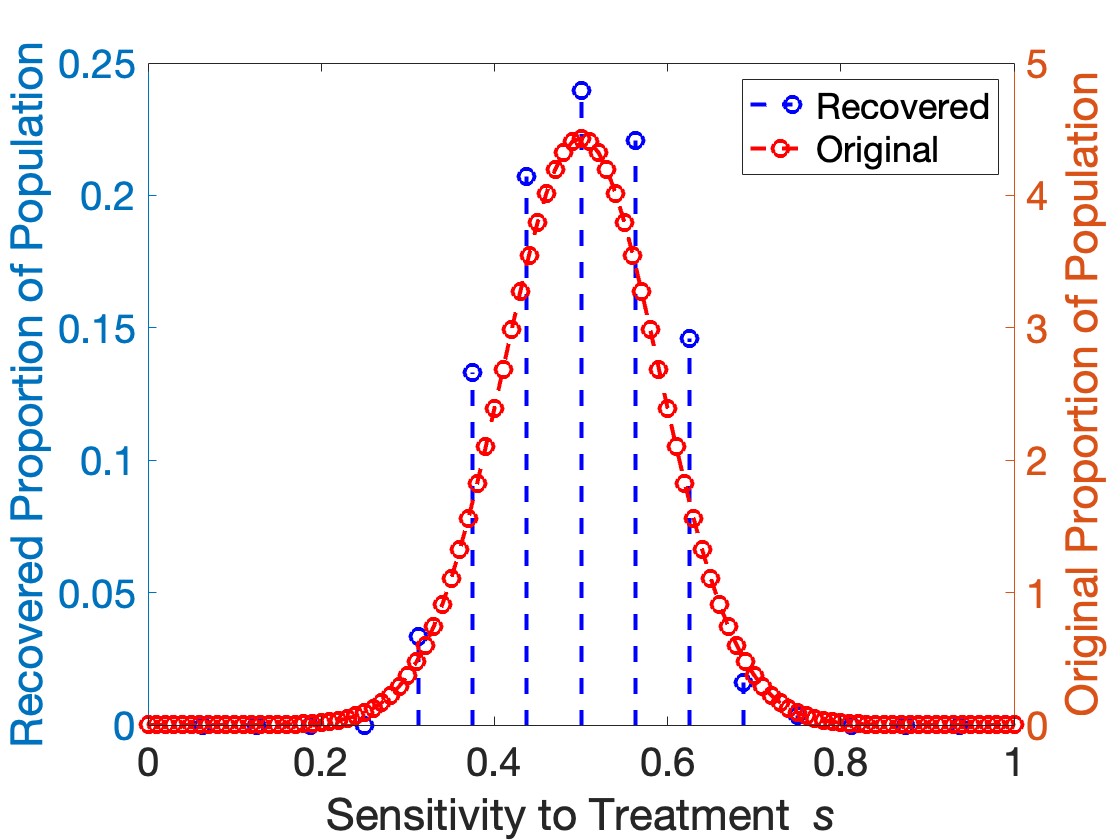 Recovered Proportion of Population
0.25
0.2
0.15
0.1
0.05
0
Recovered
Original
5
4
3
2
1
0
Original Proportion of Population
0 0.2 0.4 0.6 0.8 1
Sensitivity to Treatment s